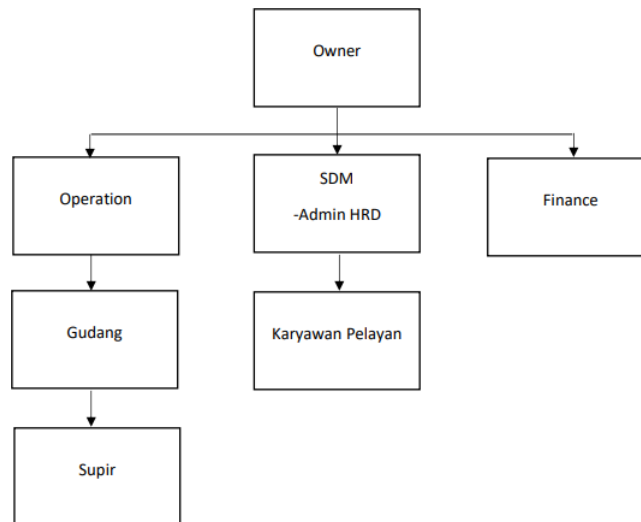 Owner
Operation
SDM
-Admin HRD
Finance
Gudang
Karyawan Pelayan
Supir